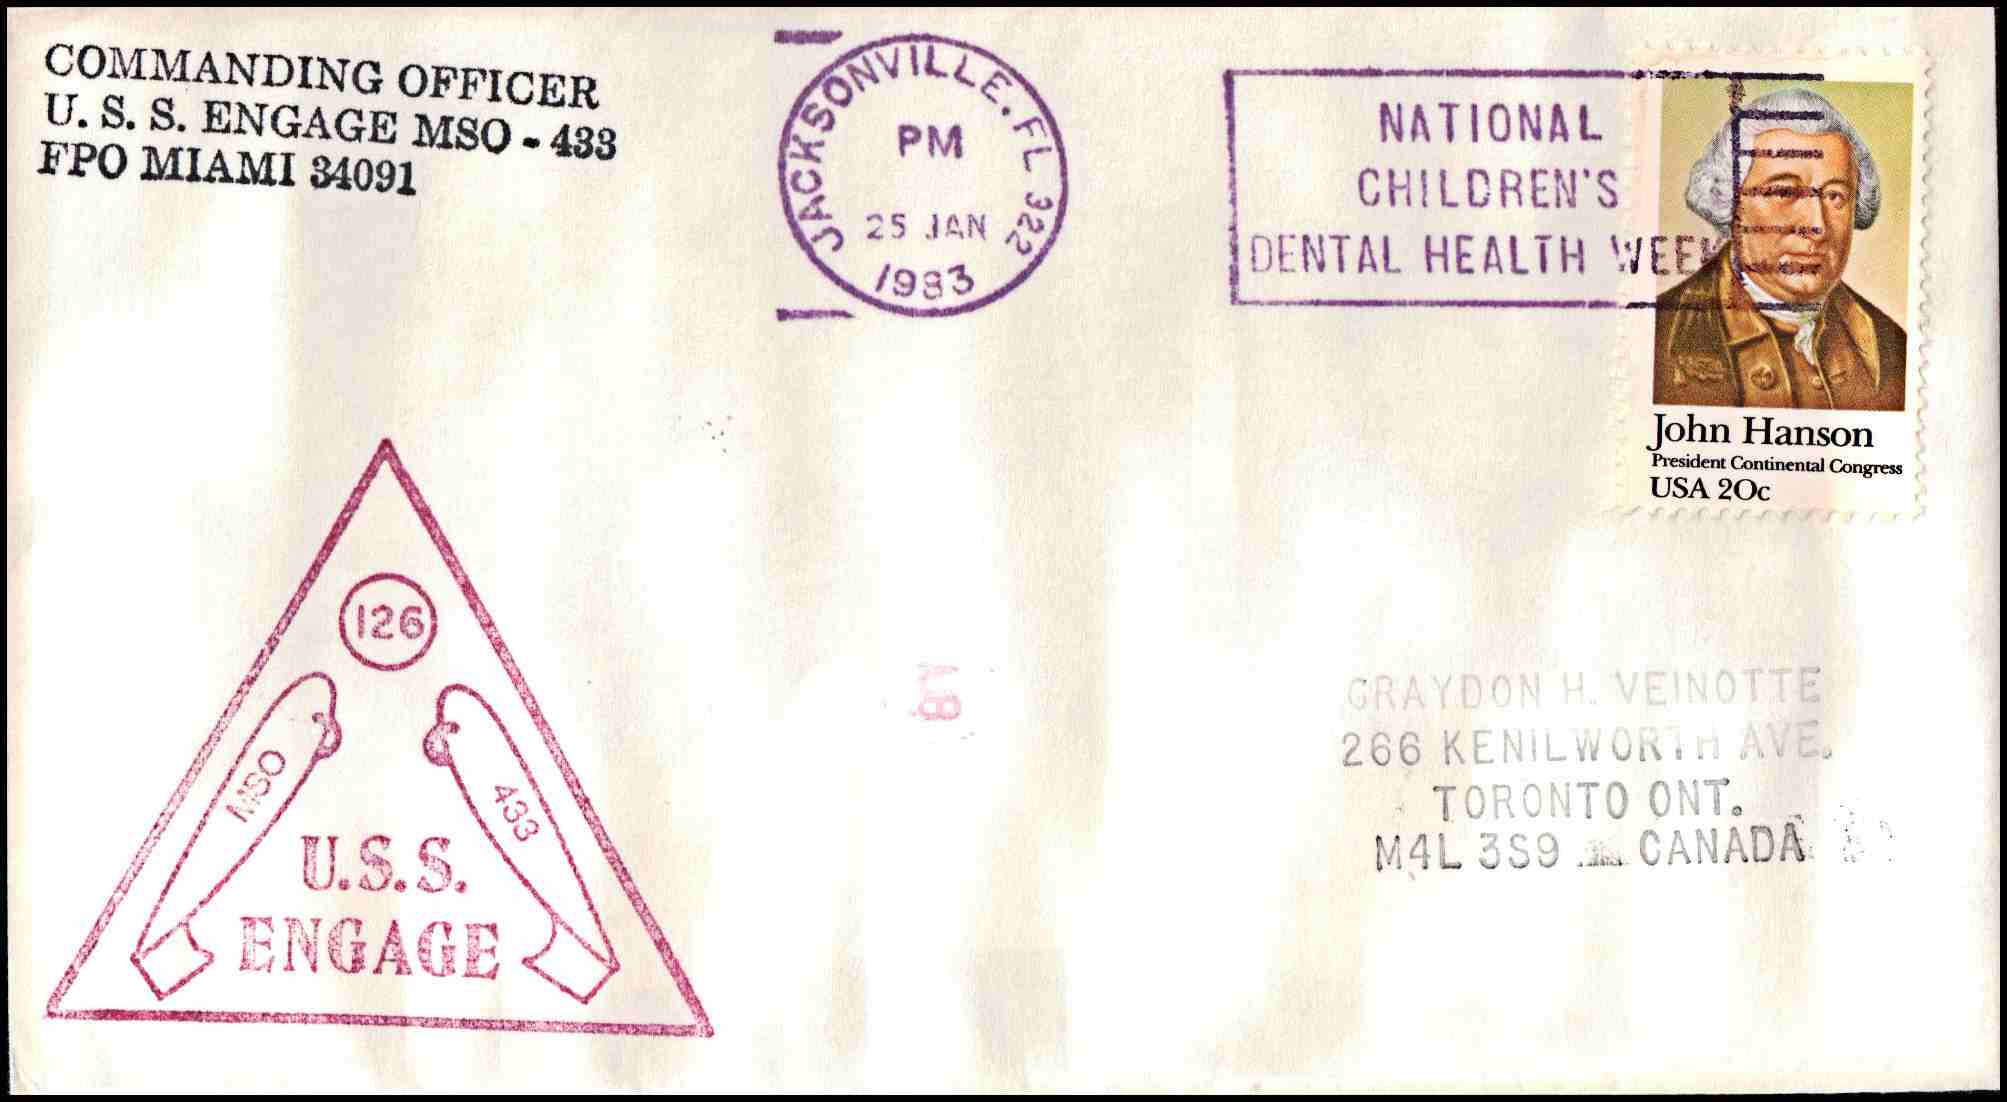 COMMANDING OFFICER
U. S. S. ENGAGE MSO - 433
FPO MIAMI 34091
JACKSONVILLE, FL 322
PM
25 JAN
1983
NATIONAL
CHILDREN'S
DENTAL HEALTH WEEK
John Hanson
President Continental Congress
USA 20c
126
MSO
433
U.S.S.
ENGAGE
GRAYDON H. VEINOTTE
266 KENILWORTH AVE.
TORONTO ONT.
M4L 3S9 CANADA